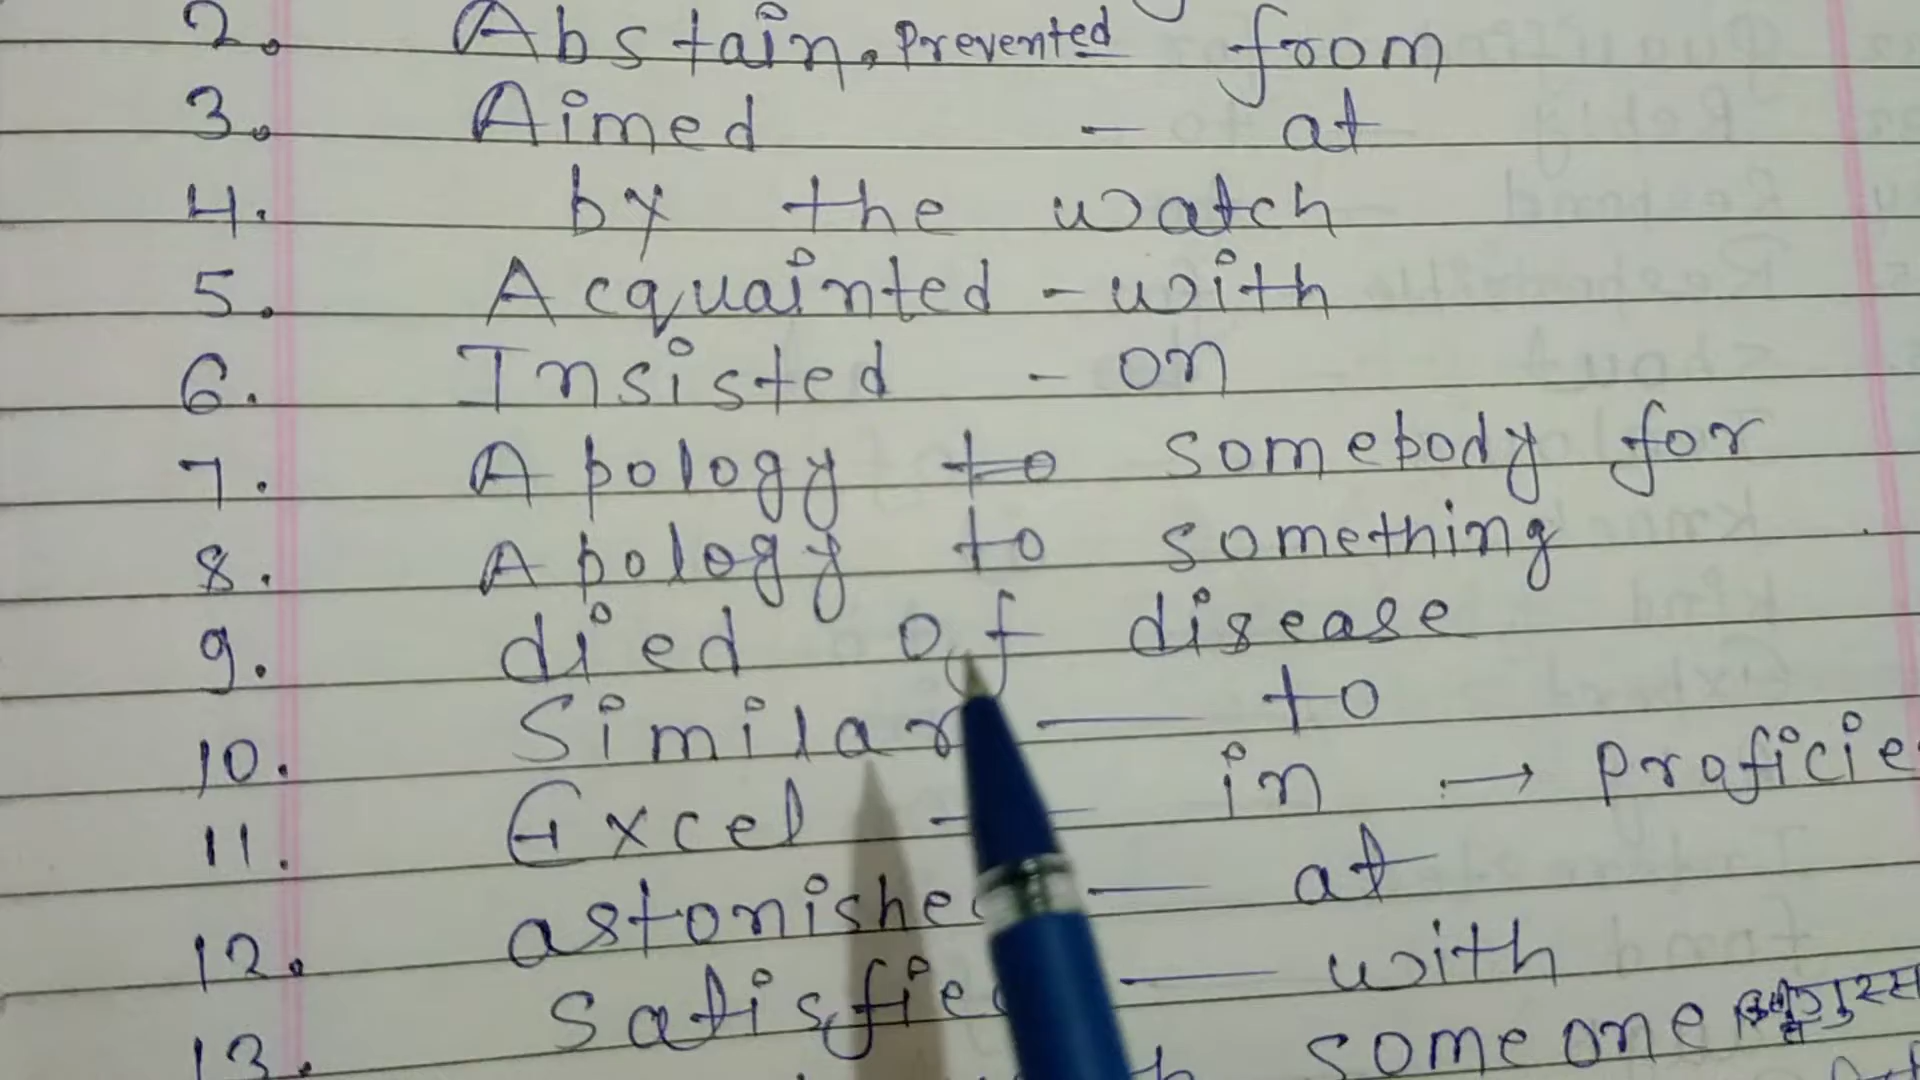 2. Abstain, Prevented from
3. Aimed - at
4. by the watch
5. Acquainted - with
6. Insisted - on
7. Apology to somebody for
8. Apology to something
9. died of disease
10. Similar — to
11. Excel — in → Proficie
12. astonished — at
13. Satisfied — with
someone